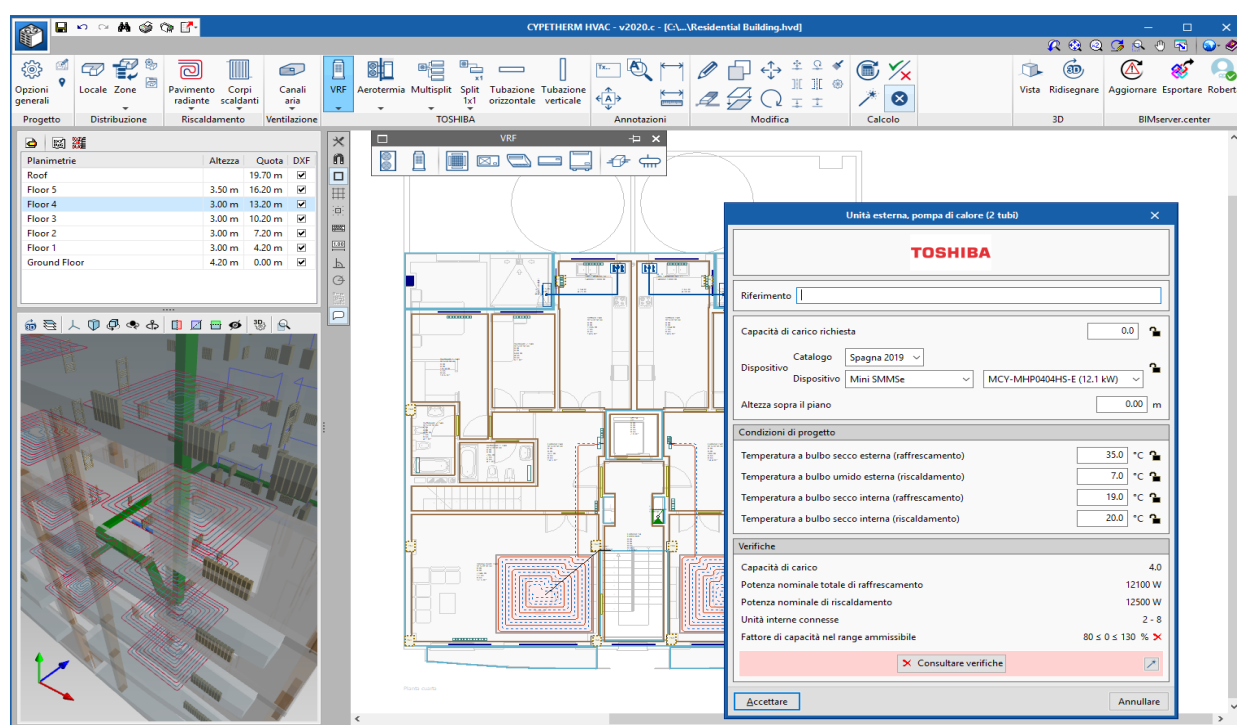 CYPETHERM HVAC - v2020.c - [C:\...\Residential Building.hvd]
Opzioni generali
Locale
Zone
Pavimento radiante
Corpi scaldanti
Canali aria
VRF
Aerotermia
Multisplit
Split 1x1
Tubazione orizzontale
Tubazione verticale
Vista
Ridisegnare
Aggiornare
Esportare
Robert
Progetto
Distribuzione
Riscaldamento
Ventilazione
TOSHIBA
Annotazioni
Modifica
Calcolo
3D
BIMserver.center
Planimetrie Altezza Quota DXF
Roof 19.70 m
Floor 5 3.50 m 16.20 m
Floor 4 3.00 m 13.20 m
Floor 3 3.00 m 10.20 m
Floor 2 3.00 m 7.20 m
Floor 1 3.00 m 4.20 m
Ground Floor 4.20 m 0.00 m
VRF
Unità esterna, pompa di calore (2 tubi)
TOSHIBA
Riferimento
Capacità di carico richiesta 0.0
Dispositivo
Catalogo Spagna 2019
Dispositivo Mini SMMSe MCY-MHP0404HS-E (12.1 kW)
Altezza sopra il piano 0.00 m
Condizioni di progetto
Temperatura a bulbo secco esterna (raffrescamento) 35.0 °C
Temperatura a bulbo umido esterna (riscaldamento) 7.0 °C
Temperatura a bulbo secco interna (raffrescamento) 19.0 °C
Temperatura a bulbo secco interna (riscaldamento) 20.0 °C
Verifiche
Capacità di carico 4.0
Potenza nominale totale di raffrescamento 12100 W
Potenza nominale di riscaldamento 12500 W
Unità interne connesse 2 - 8
Fattore di capacità nel range ammissibile 80 ≤ 0 ≤ 130 %
Consultare verifiche
Accettare
Annullare